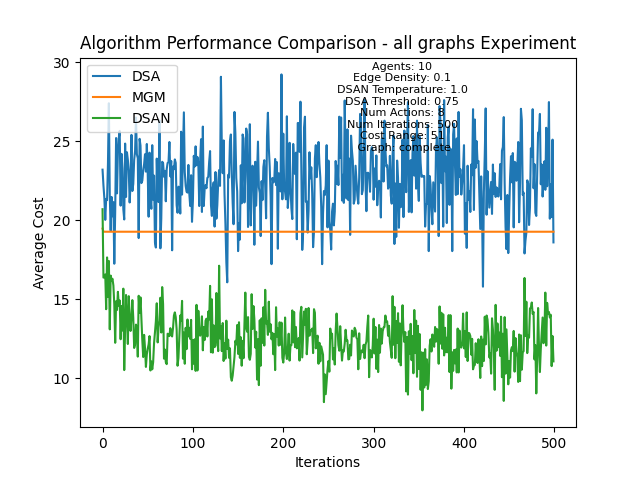 Algorithm Performance Comparison - all graphs Experiment
DSA
MGM
DSAN
Agents: 10
Edge Density: 0.1
DSAN Temperature: 1.0
DSA Threshold: 0.75
Num Actions: 8
Num Iterations: 500
Cost Range: 51
Graph: complete
Average Cost
30
25
20
15
10
0
100
200
300
400
500
Iterations